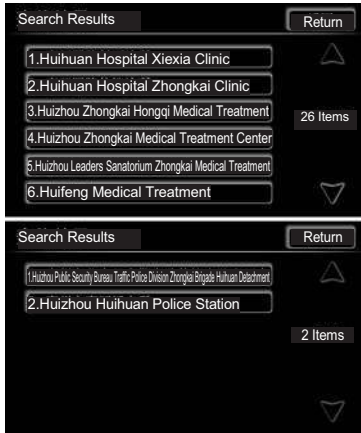 Search Results
Return
1.Huihuan Hospital Xiexia Clinic
2.Huihuan Hospital Zhongkai Clinic
3.Huizhou Zhongkai Hongqi Medical Treatment
26 Items
4.Huizhou Zhongkai Medical Treatment Center
5.Huizhou Leaders Sanatorium Zhongkai Medical Treatment
6.Huifeng Medical Treatment
Search Results
Return
1.Huizhou Public Security Bureau Traffic Police Division Zhongkai Brigade Huihuan Detachment
2.Huizhou Huihuan Police Station
2 Items